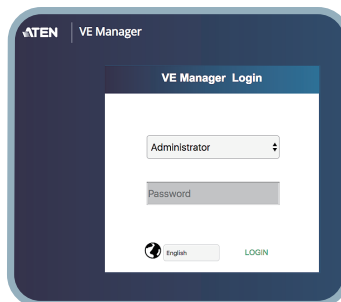 ATEN VE Manager
VE Manager Login
Administrator
Password
English LOGIN